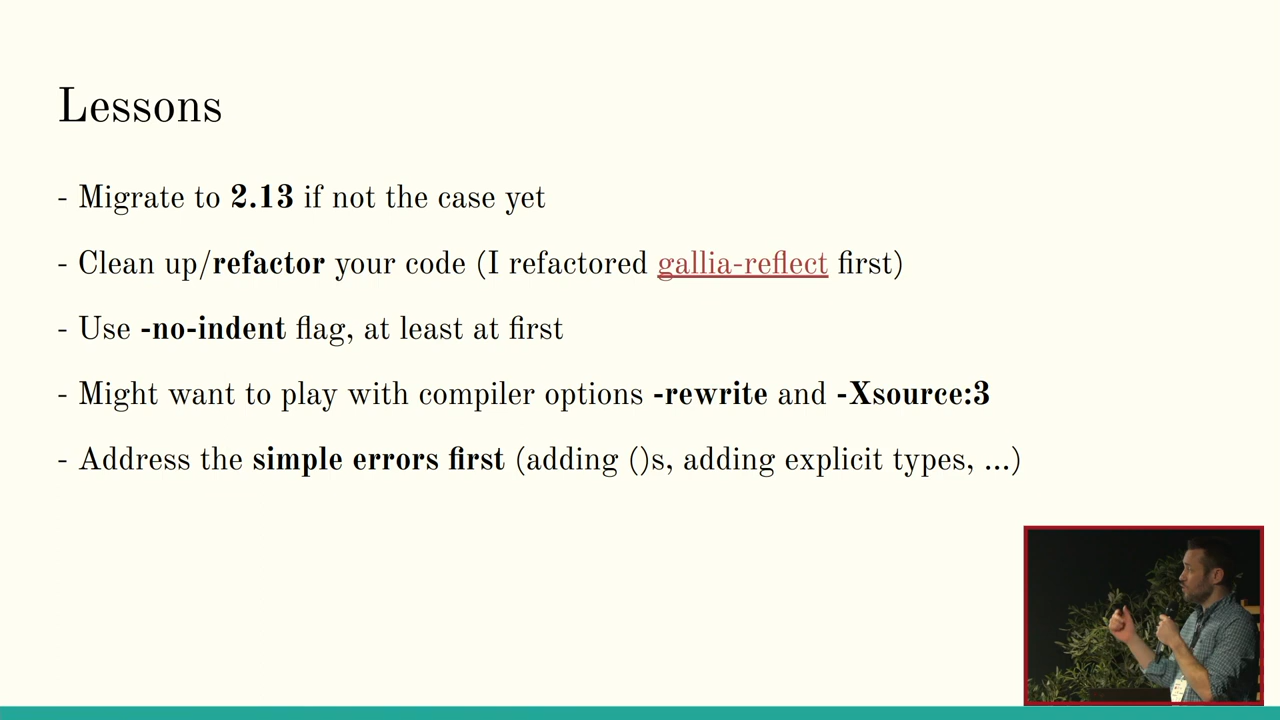 Lessons
- Migrate to 2.13 if not the case yet
- Clean up/refactor your code (I refactored gallia-reflect first)
- Use -no-indent flag, at least at first
- Might want to play with compiler options -rewrite and -Xsource:3
- Address the simple errors first (adding ()s, adding explicit types, ...)